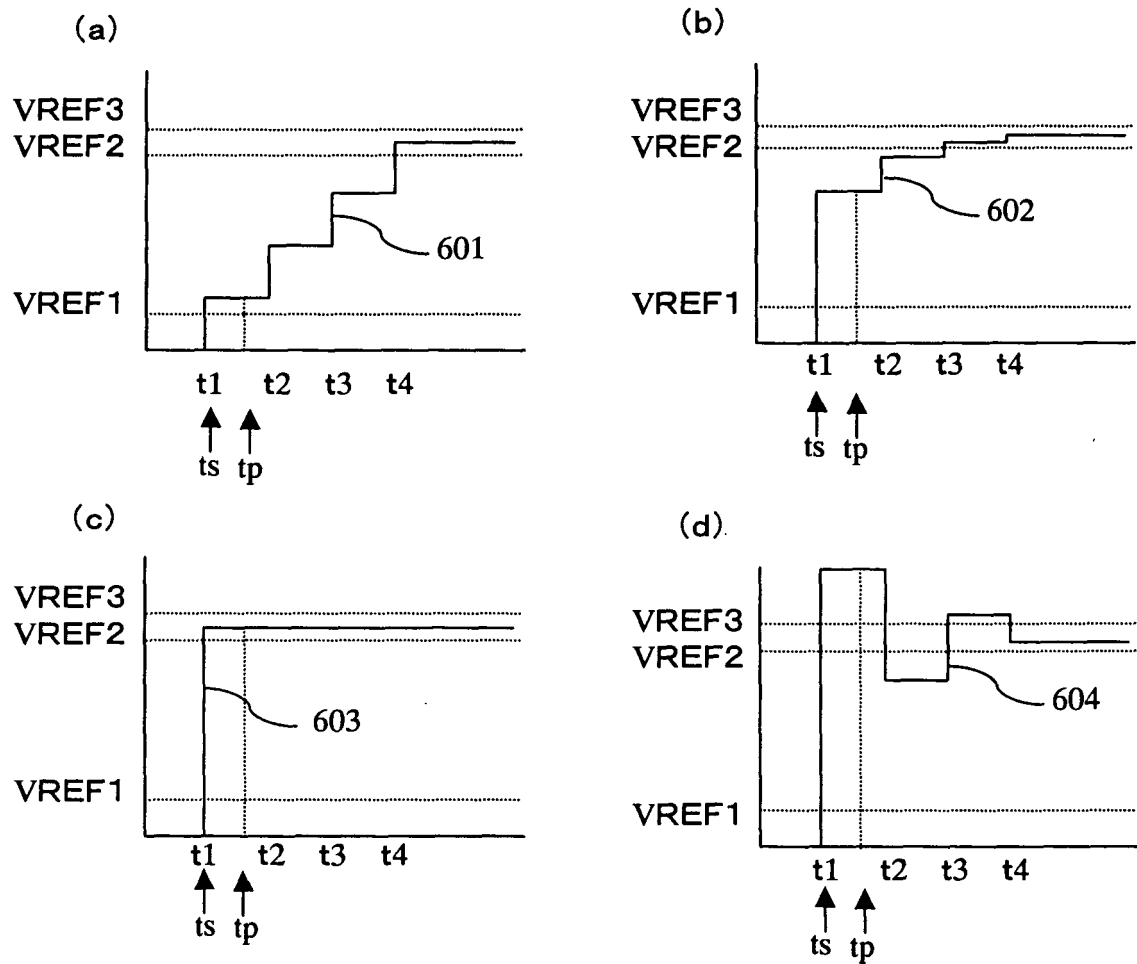 (a)
VREF3
VREF2
601
VREF1
t1 t2 t3 t4
ts tp
(b)
VREF3
VREF2
602
VREF1
t1 t2 t3 t4
ts tp
(c)
VREF3
VREF2
603
VREF1
t1 t2 t3 t4
ts tp
(d)
VREF3
VREF2
604
VREF1
t1 t2 t3 t4
ts tp